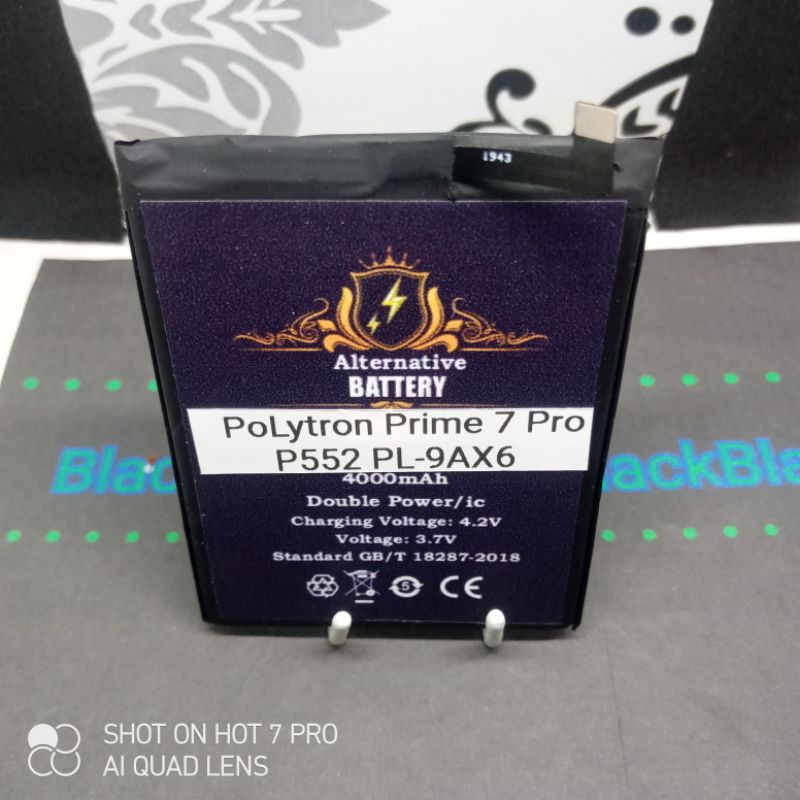 1943
Alternative
BATTERY
PoLytron Prime 7 Pro
P552 PL-9AX6
4000mAh
Double Power/ic
Charging Voltage: 4.2V
Voltage: 3.7V
Standard GB/T 18287-2018
5 CE
SHOT ON HOT 7 PRO
AI QUAD LENS